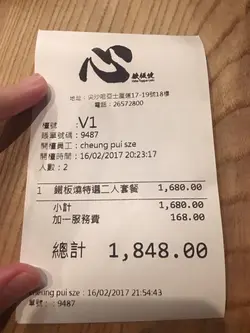 心
鐵板燒
地址:尖沙咀亞士厘道17-19號18樓
電話:26572800
檯號 :V1
賬單號碼:9487
開檯員工:cheung pui sze
開檯時間:16/02/2017 20:23:17
人數:2
1 鐵板燒特選二人套餐 1,680.00
小計 1,680.00
加一服務費 168.00
總計 1,848.00
cheung pui sze:16/02/2017 21:54:43
單號:9487